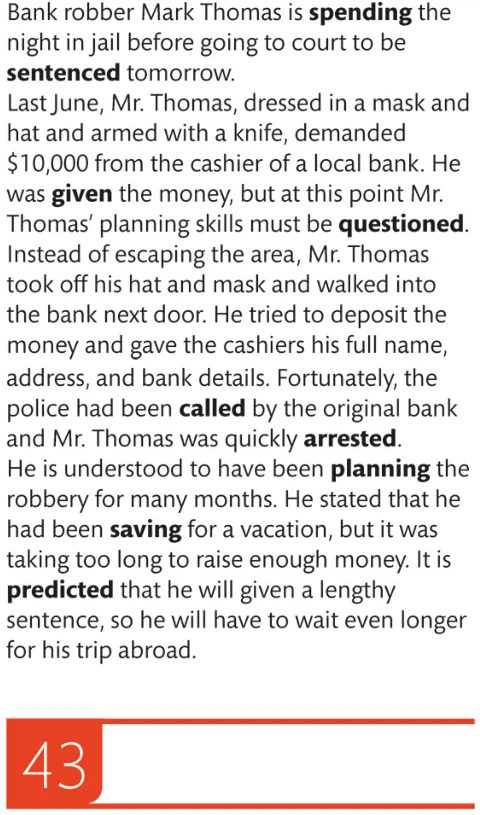 Bank robber Mark Thomas is spending the
night in jail before going to court to be
sentenced tomorrow.
Last June, Mr. Thomas, dressed in a mask and
hat and armed with a knife, demanded
$10,000 from the cashier of a local bank. He
was given the money, but at this point Mr.
Thomas’ planning skills must be questioned.
Instead of escaping the area, Mr. Thomas
took off his hat and mask and walked into
the bank next door. He tried to deposit the
money and gave the cashiers his full name,
address, and bank details. Fortunately, the
police had been called by the original bank
and Mr. Thomas was quickly arrested.
He is understood to have been planning the
robbery for many months. He stated that he
had been saving for a vacation, but it was
taking too long to raise enough money. It is
predicted that he will given a lengthy
sentence, so he will have to wait even longer
for his trip abroad.
43